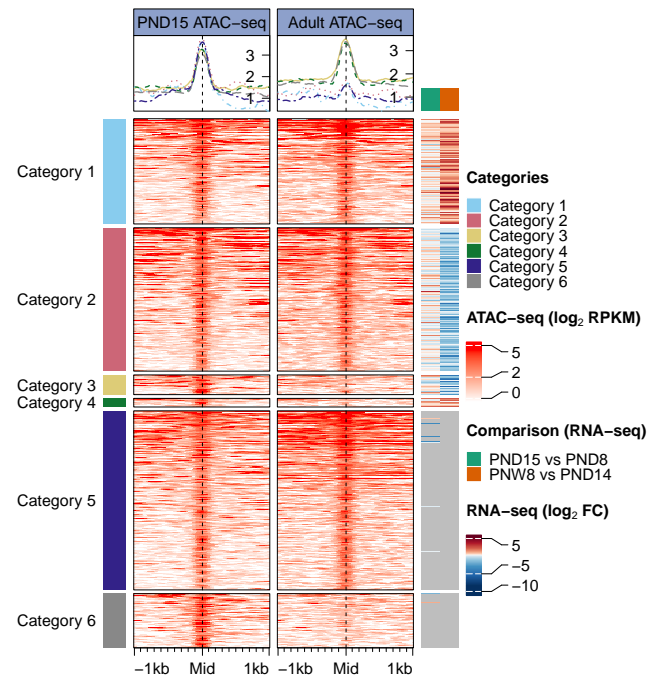 PND15 ATAC−seq
Adult ATAC−seq
3
2
1
3
2
1
Category 1
Category 2
Category 3
Category 4
Category 5
Category 6
−1kb Mid 1kb
−1kb Mid 1kb
Categories
Category 1
Category 2
Category 3
Category 4
Category 5
Category 6
ATAC−seq (log₂ RPKM)
5
2
0
Comparison (RNA−seq)
PND15 vs PND8
PNW8 vs PND14
RNA−seq (log₂ FC)
5
−5
−10